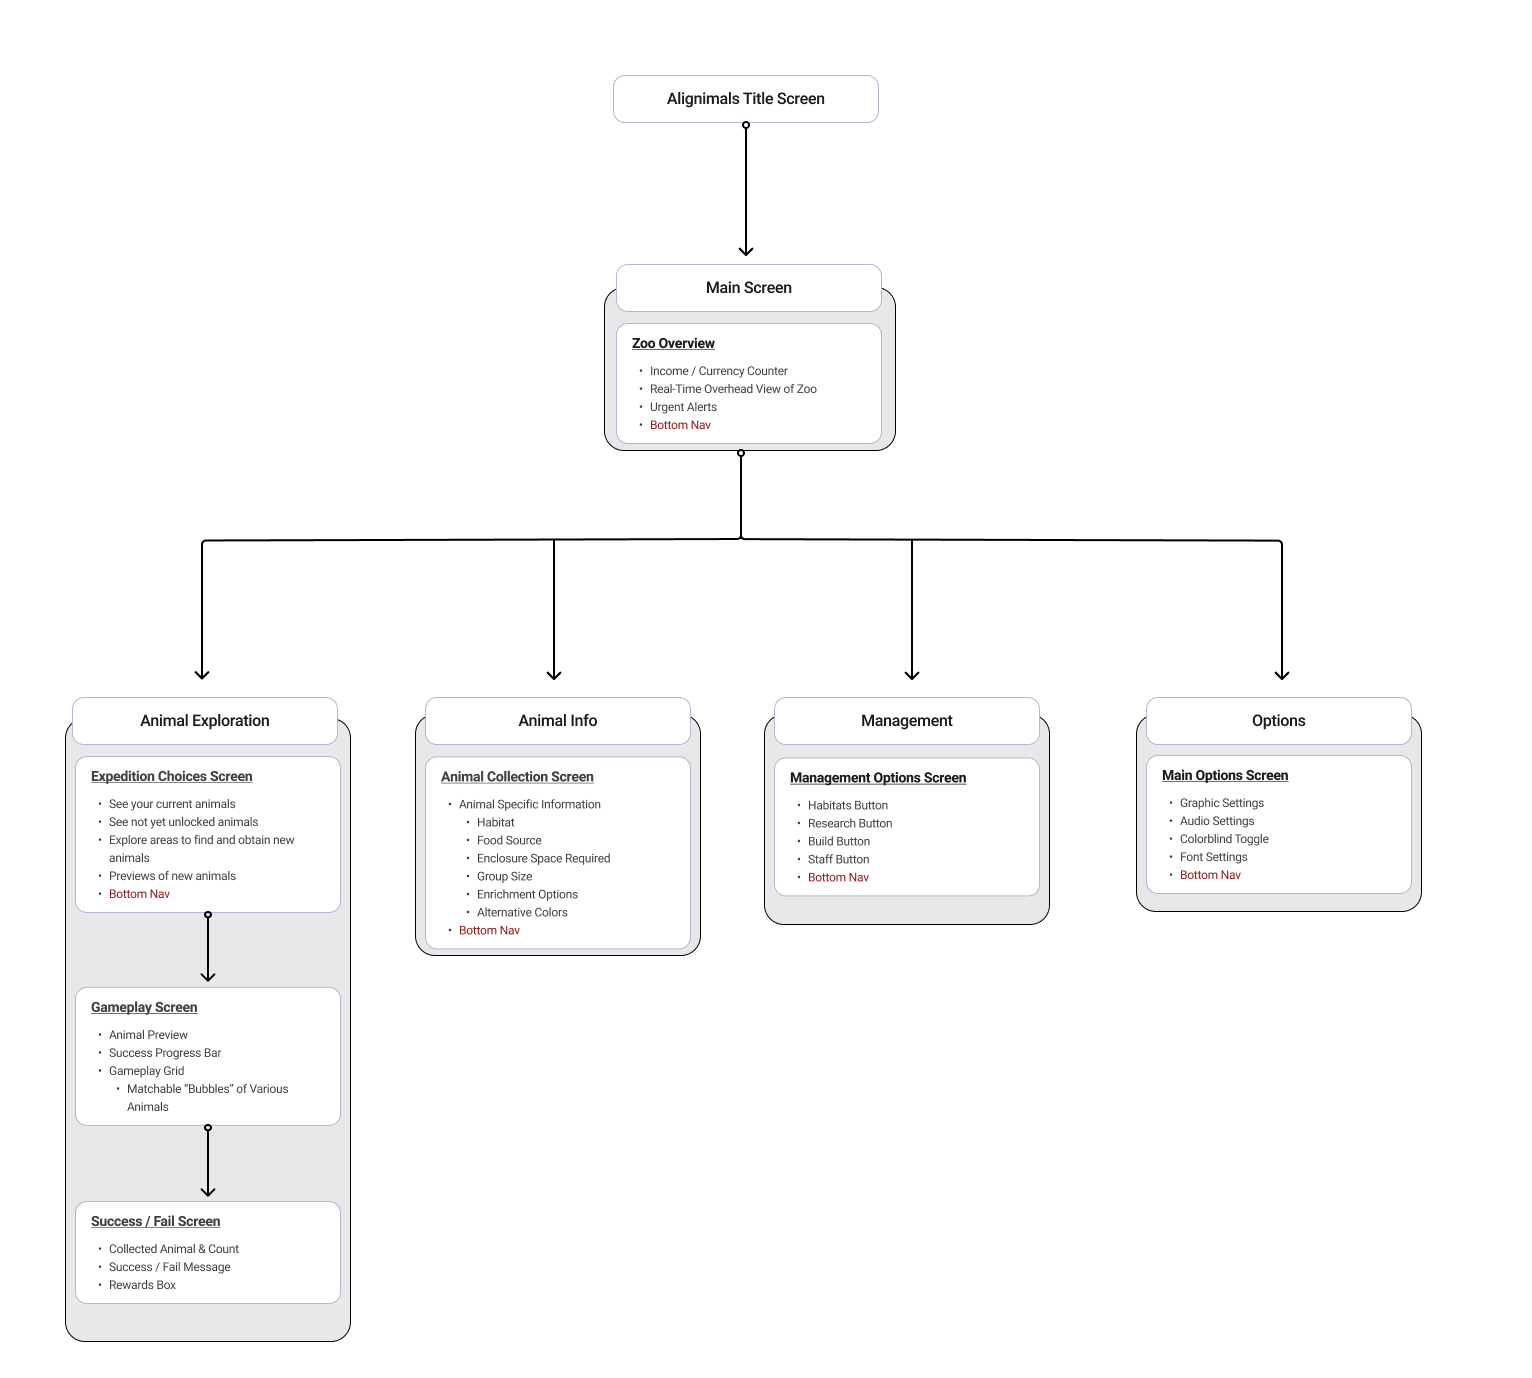 Alignimals Title Screen
Main Screen
Zoo Overview
• Income / Currency Counter
• Real-Time Overhead View of Zoo
• Urgent Alerts
• Bottom Nav
Animal Exploration
Expedition Choices Screen
• See your current animals
• See not yet unlocked animals
• Explore areas to find and obtain new
animals
• Previews of new animals
• Bottom Nav
Gameplay Screen
• Animal Preview
• Success Progress Bar
• Gameplay Grid
• Matchable “Bubbles” of Various
Animals
Success / Fail Screen
• Collected Animal & Count
• Success / Fail Message
• Rewards Box
Animal Info
Animal Collection Screen
• Animal Specific Information
• Habitat
• Food Source
• Enclosure Space Required
• Group Size
• Enrichment Options
• Alternative Colors
• Bottom Nav
Management
Management Options Screen
• Habitats Button
• Research Button
• Build Button
• Staff Button
• Bottom Nav
Options
Main Options Screen
• Graphic Settings
• Audio Settings
• Colorblind Toggle
• Font Settings
• Bottom Nav